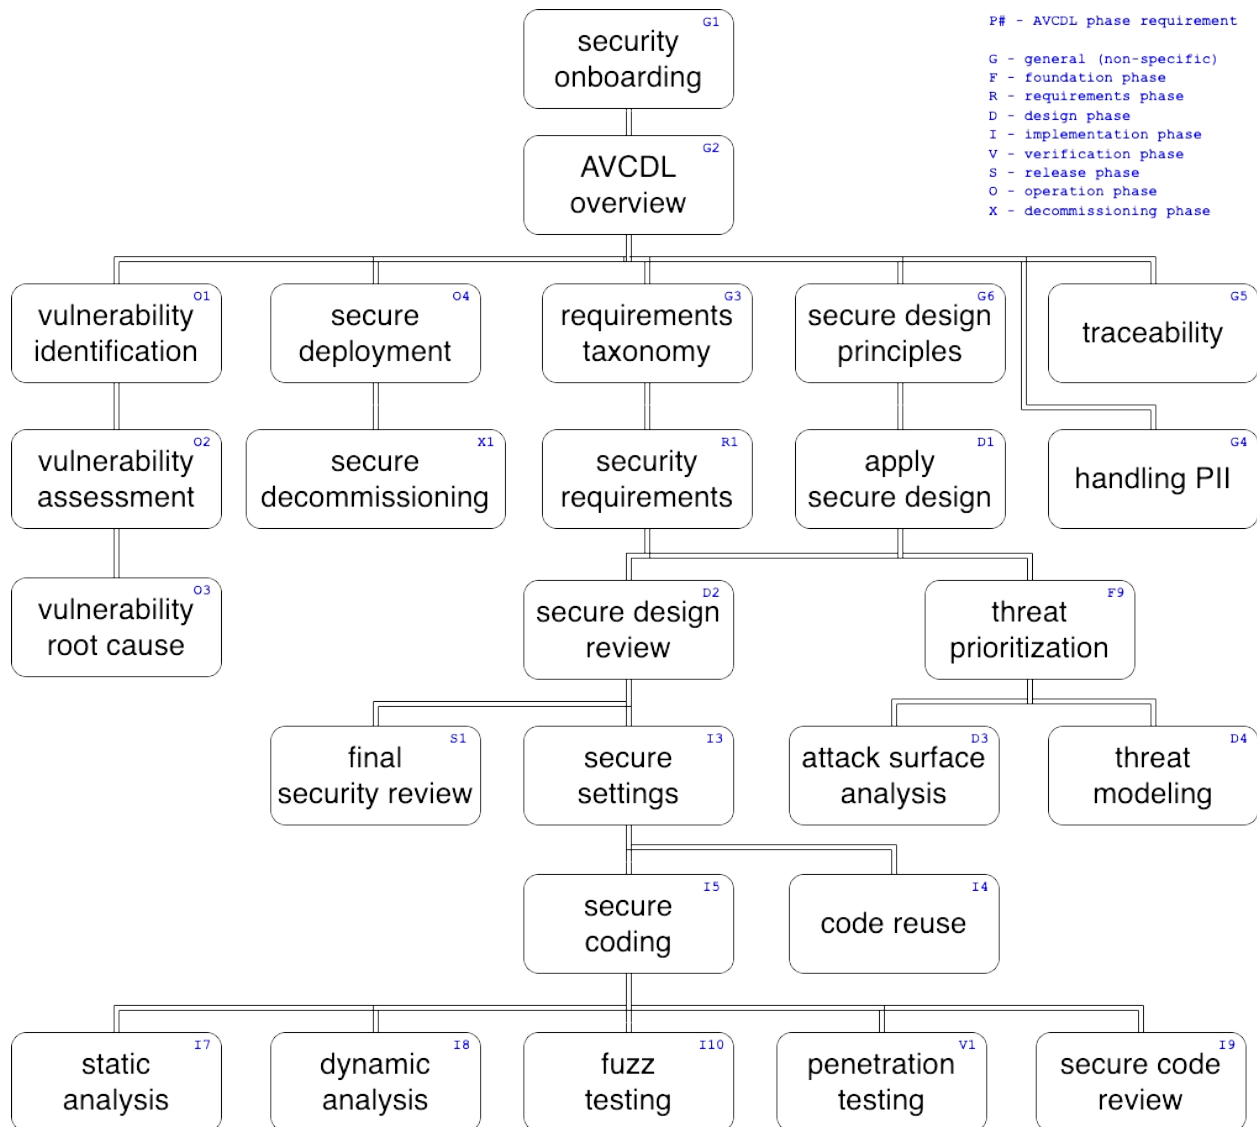 G1
security
onboarding
P# - AVCDL phase requirement
G - general (non-specific)
F - foundation phase
R - requirements phase
D - design phase
I - implementation phase
V - verification phase
S - release phase
O - operation phase
X - decommissioning phase
G2
AVCDL
overview
O1
vulnerability
identification
O4
secure
deployment
G3
requirements
taxonomy
G6
secure design
principles
G5
traceability
O2
vulnerability
assessment
X1
secure
decommissioning
R1
security
requirements
D1
apply
secure design
G4
handling PII
O3
vulnerability
root cause
D2
secure design
review
F9
threat
prioritization
S1
final
security review
I3
secure
settings
D3
attack surface
analysis
D4
threat
modeling
I5
secure
coding
I4
code reuse
I7
static
analysis
I8
dynamic
analysis
I10
fuzz
testing
V1
penetration
testing
I9
secure code
review